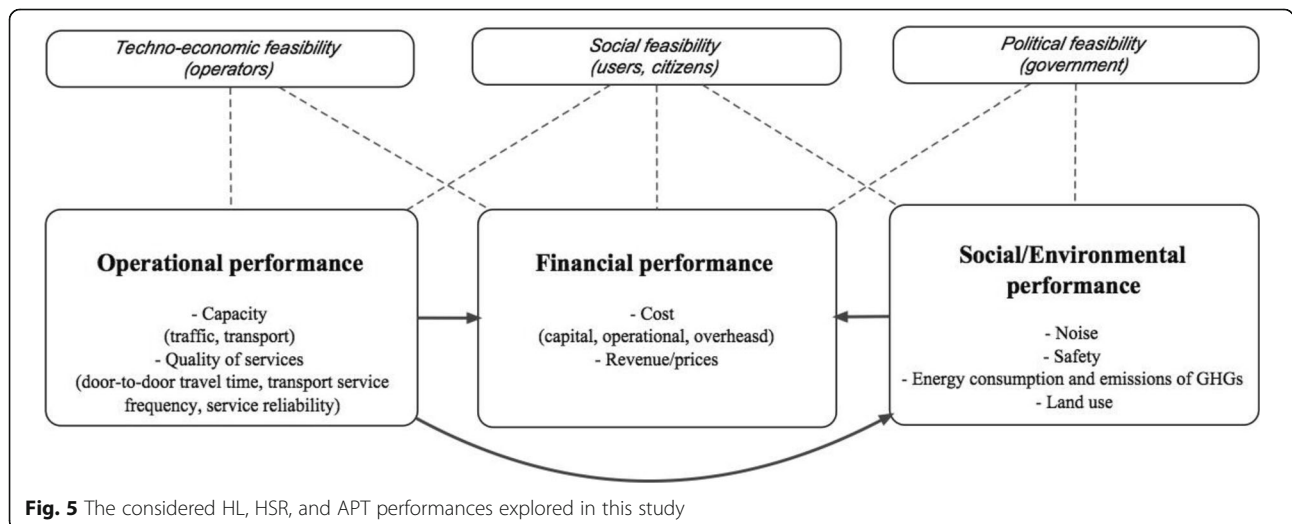 Techno-economic feasibility
(operators)
Social feasibility
(users, citizens)
Political feasibility
(government)
Operational performance
- Capacity
(traffic, transport)
- Quality of services
(door-to-door travel time, transport service
frequency, service reliability)
Financial performance
- Cost
(capital, operational, overheasd)
- Revenue/prices
Social/Environmental
performance
- Noise
- Safety
- Energy consumption and emissions of GHGs
- Land use
Fig. 5 The considered HL, HSR, and APT performances explored in this study